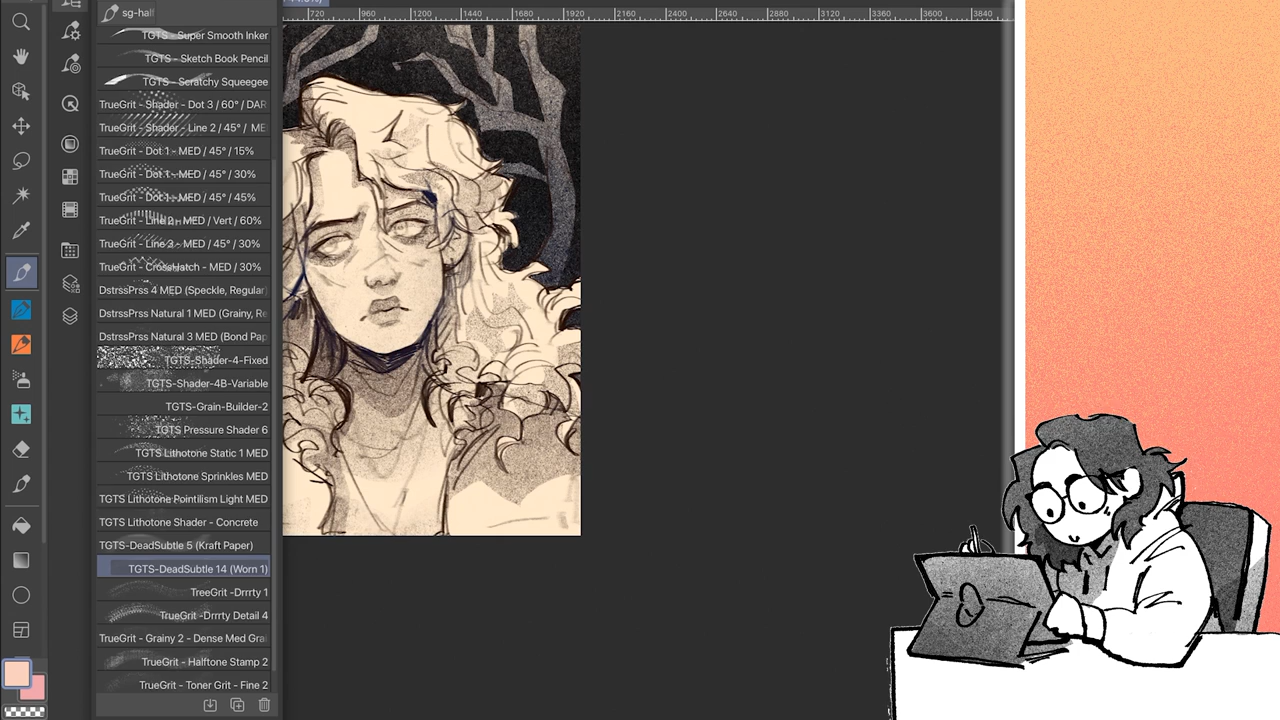 sg-half
720 1440 1200 1440 1680 1920 2160 2400 2640 2880 3120 3360 3600 3840
TGTS - Super Smooth Inker
TGTS - Sketch Book Pencil
TGTS - Scratchy Squeegee
TrueGrit - Shader - Dot 3 / 60° / DAR
TrueGrit - Shader - Line 2 / 45° / ME
TrueGrit - Dot 1 - MED / 45° / 15%
TrueGrit - Dot 1 - MED / 45° / 30%
TrueGrit - Dot 1 - MED / 45° / 45%
TrueGrit - Line 2 - MED / Vert / 60%
TrueGrit - Line 3 - MED / 45° / 30%
TrueGrit - CrossHatch - MED / 30%
DstrssPrss 4 MED (Speckle, Regular)
DstrssPrss Natural 1 MED (Grainy, Re
DstrssPrss Natural 3 MED (Bond Pap
TGTS-Shader-4-Fixed
TGTS-Shader-4B-Variable
TGTS-Grain-Builder-2
TGTS Pressure Shader 6
TGTS Lithotone Static 1 MED
TGTS Lithotone Sprinkles MED
TGTS Lithotone Pointilism Light MED
TGTS Lithotone Shader - Concrete
TGTS-DeadSubtle 5 (Kraft Paper)
TGTS-DeadSubtle 14 (Worn 1)
TreeGrit -Drrrty 1
TrueGrit -Drrrty Detail 4
TrueGrit - Grainy 2 - Dense Med Grai
TrueGrit - Halftone Stamp 2
TrueGrit - Toner Grit - Fine 2